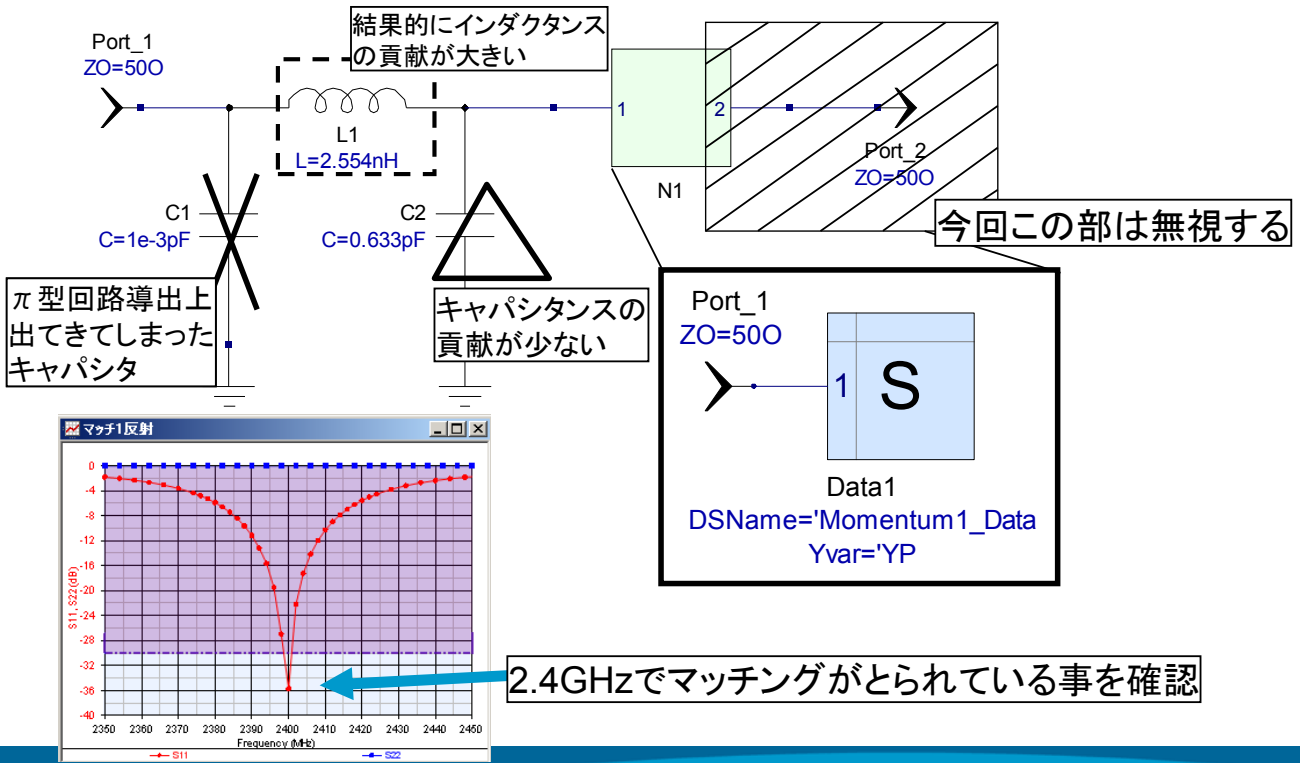 結果的にインダクタンス
の貢献が大きい
Port_1
ZO=50O
L1
L=2.554nH
1
2
Port_2
ZO=50O
N1
今回この部は無視する
C1
C=1e-3pF
C2
C=0.633pF
π型回路導出上
出てきてしまった
キャパシタ
キャパシタンスの
貢献が少ない
Port_1
ZO=50O
1
S
Data1
DSName='Momentum1_Data
Yvar='YP
マッチ1反射
0
-4
-8
-12
-16
-20
-24
-28
-32
-36
-40
S11, S22(dB)
2350 2360 2370 2380 2390 2400 2410 2420 2430 2440 2450
Frequency (MHz)
S11 S22
2.4GHzでマッチングがとられている事を確認